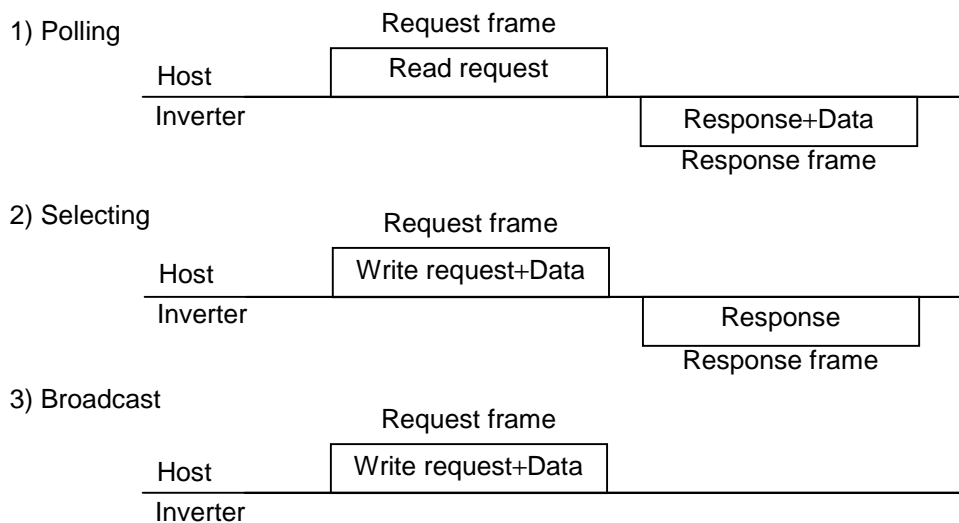 1) Polling
Request frame
Host
Read request
Inverter
Response+Data
Response frame
2) Selecting
Request frame
Host
Write request+Data
Inverter
Response
Response frame
3) Broadcast
Request frame
Host
Write request+Data
Inverter